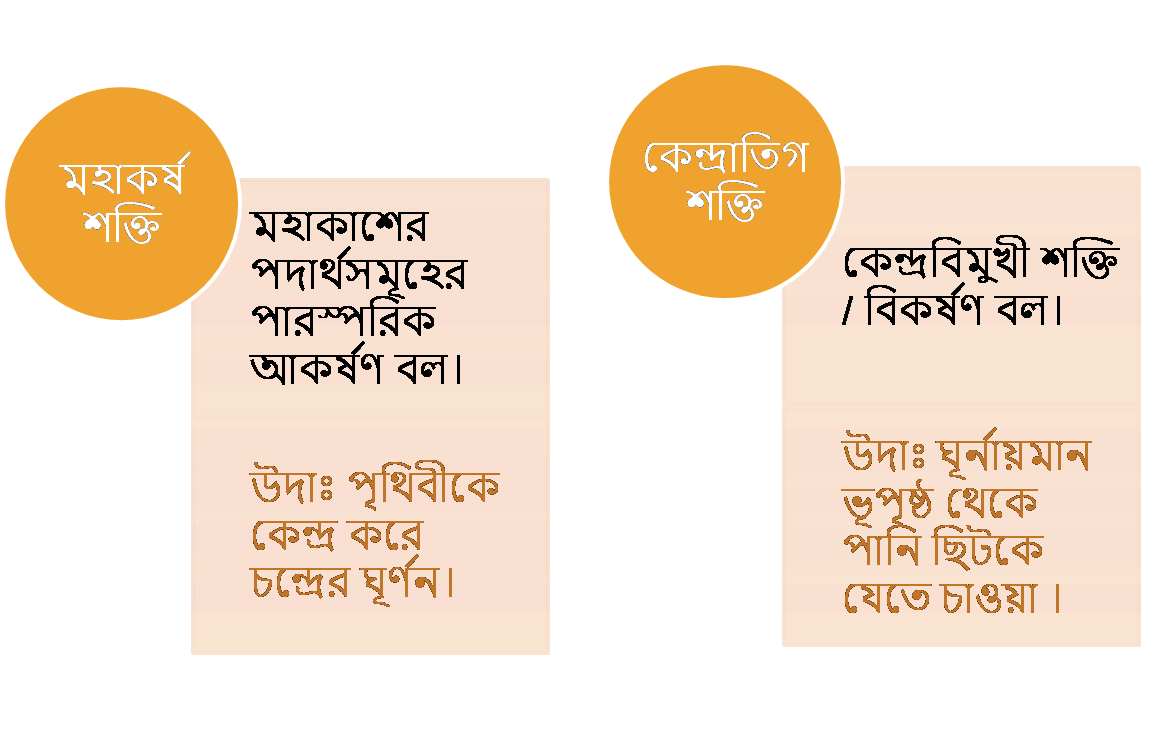 মহাকর্ষ
শক্তি
মহাকাশের
পদার্থসমূহের
পারস্পরিক
আকর্ষণ বল।
উদাঃ পৃথিবীকে
কেন্দ্র করে
চন্দ্রের ঘূর্ণন।
কেন্দ্রাতিগ
শক্তি
কেন্দ্রবিমুখী শক্তি
/ বিকর্ষণ বল।
উদাঃ ঘূর্নায়মান
ভূপৃষ্ঠ থেকে
পানি ছিটকে
যেতে চাওয়া ।